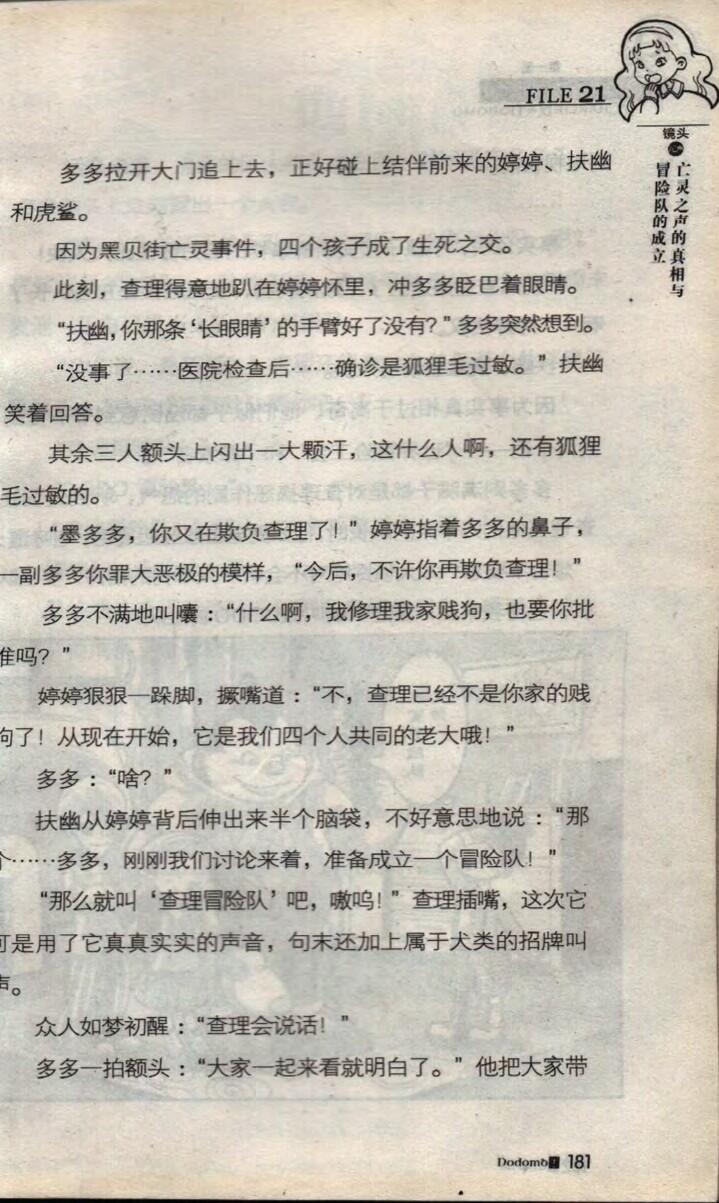 FILE 21
镜头
亡灵之声的真相与
冒险队的成立
多多拉开大门追上去，正好碰上结伴前来的婷婷、扶幽
和虎鲨。
因为黑贝街亡灵事件，四个孩子成了生死之交。
此刻，查理得意地趴在婷婷怀里，冲多多眨巴着眼睛。
“扶幽，你那条‘长眼睛’的手臂好了没有？”多多突然想到。
“没事了……医院检查后……确诊是狐狸毛过敏。”扶幽
笑着回答。
其余三人额头上闪出一大颗汗，这什么人啊，还有狐狸
毛过敏的。
“墨多多，你又在欺负查理了！”婷婷指着多多的鼻子，
一副多多你罪大恶极的模样，“今后，不许你再欺负查理！”
多多不满地叫囔：“什么啊，我修理我家贱狗，也要你批
准吗？”
婷婷狠狠一跺脚，撅嘴道：“不，查理已经不是你家的贱
狗了！从现在开始，它是我们四个人共同的老大哦！”
多多：“啥？”
扶幽从婷婷背后伸出来半个脑袋，不好意思地说：“那
个……多多，刚刚我们讨论来着，准备成立一个冒险队！”
“那么就叫‘查理冒险队’吧，嗷呜！”查理插嘴，这次它
可是用了它真真实实的声音，句末还加上属于犬类的招牌叫
声。
众人如梦初醒：“查理会说话！”
多多一拍额头：“大家一起来看就明白了。”他把大家带
Dodomo 181